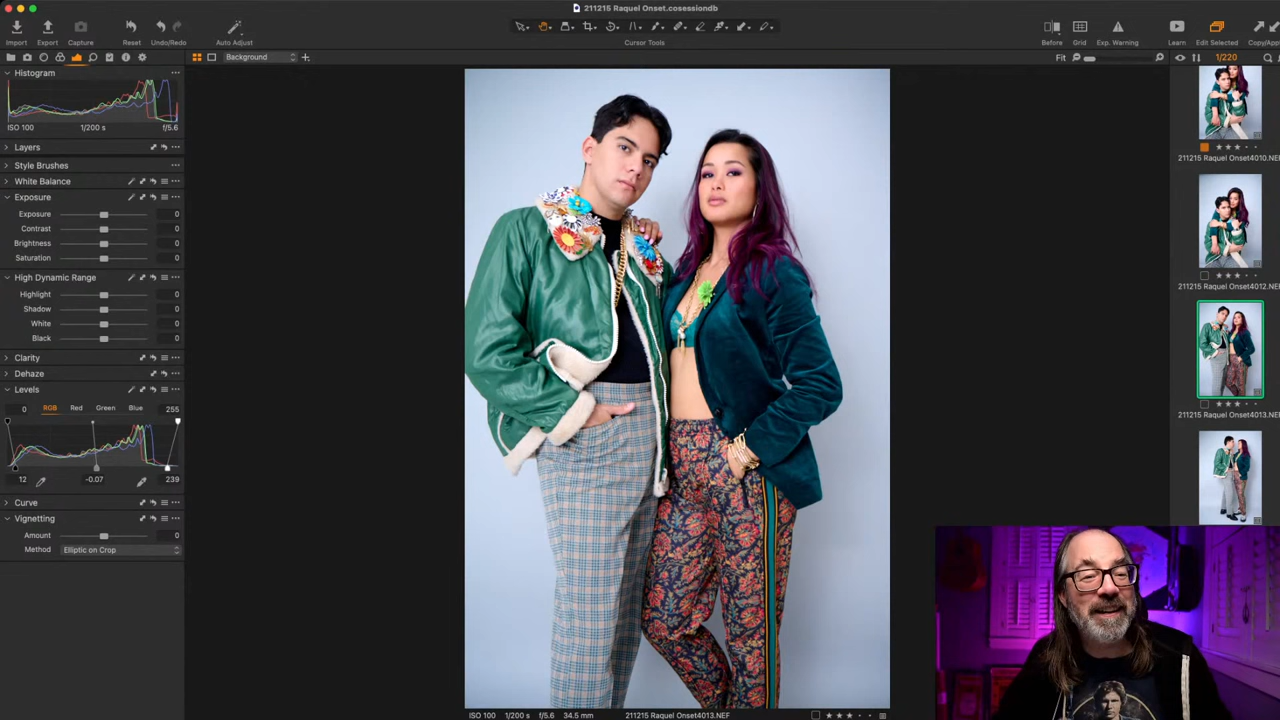 211215 Raquel Onset.cosessiondb
Import Export Capture Reset Undo/Redo Auto Adjust Cursor Tools Before Grid Exp. Warning Learn Edit Selected Copy/App
Background Fit 1/220
Histogram
ISO 100 1/200 s f/5.6
Layers
Style Brushes
White Balance
Exposure
Exposure 0
Contrast 0
Brightness 0
Saturation 0
High Dynamic Range
Highlight 0
Shadow 0
White 0
Black 0
Clarity
Dehaze
Levels
0 RGB Red Green Blue 255
12 -0.07 239
Curve
Vignetting
Amount 0
Method Elliptic on Crop
211215 Raquel Onset4010.NEF
211215 Raquel Onset4012.NEF
211215 Raquel Onset4013.NEF
ISO 100 1/200 s f/5.6 34.5 mm 211215 Raquel Onset4013.NEF